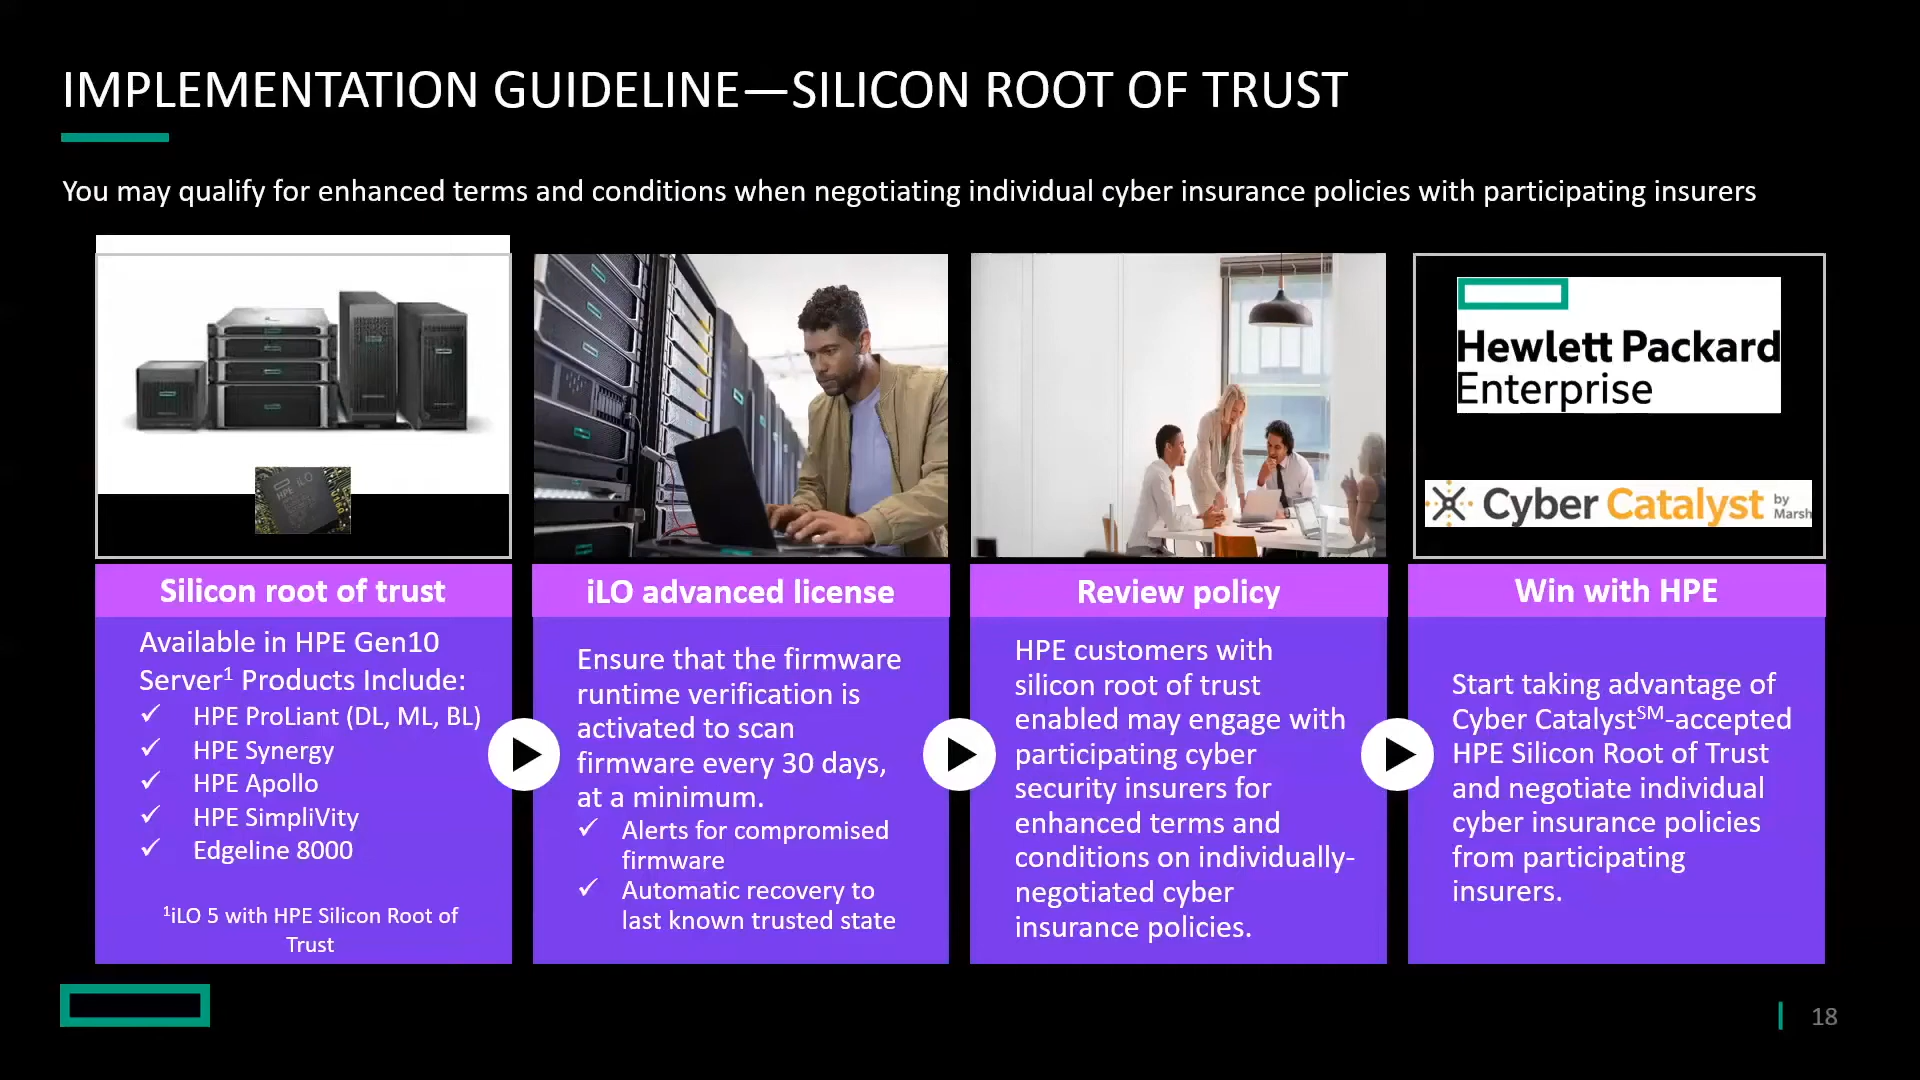 IMPLEMENTATION GUIDELINE—SILICON ROOT OF TRUST
You may qualify for enhanced terms and conditions when negotiating individual cyber insurance policies with participating insurers
HPE iLO
Hewlett Packard
Enterprise
Cyber Catalyst by
Marsh
Silicon root of trust
Available in HPE Gen10
Server¹ Products Include:
✓ HPE ProLiant (DL, ML, BL)
✓ HPE Synergy
✓ HPE Apollo
✓ HPE SimpliVity
✓ Edgeline 8000
¹iLO 5 with HPE Silicon Root of
Trust
iLO advanced license
Ensure that the firmware
runtime verification is
activated to scan
firmware every 30 days,
at a minimum.
✓ Alerts for compromised
firmware
✓ Automatic recovery to
last known trusted state
Review policy
HPE customers with
silicon root of trust
enabled may engage with
participating cyber
security insurers for
enhanced terms and
conditions on individually-
negotiated cyber
insurance policies.
Win with HPE
Start taking advantage of
Cyber Catalyst℠-accepted
HPE Silicon Root of Trust
and negotiate individual
cyber insurance policies
from participating
insurers.
18